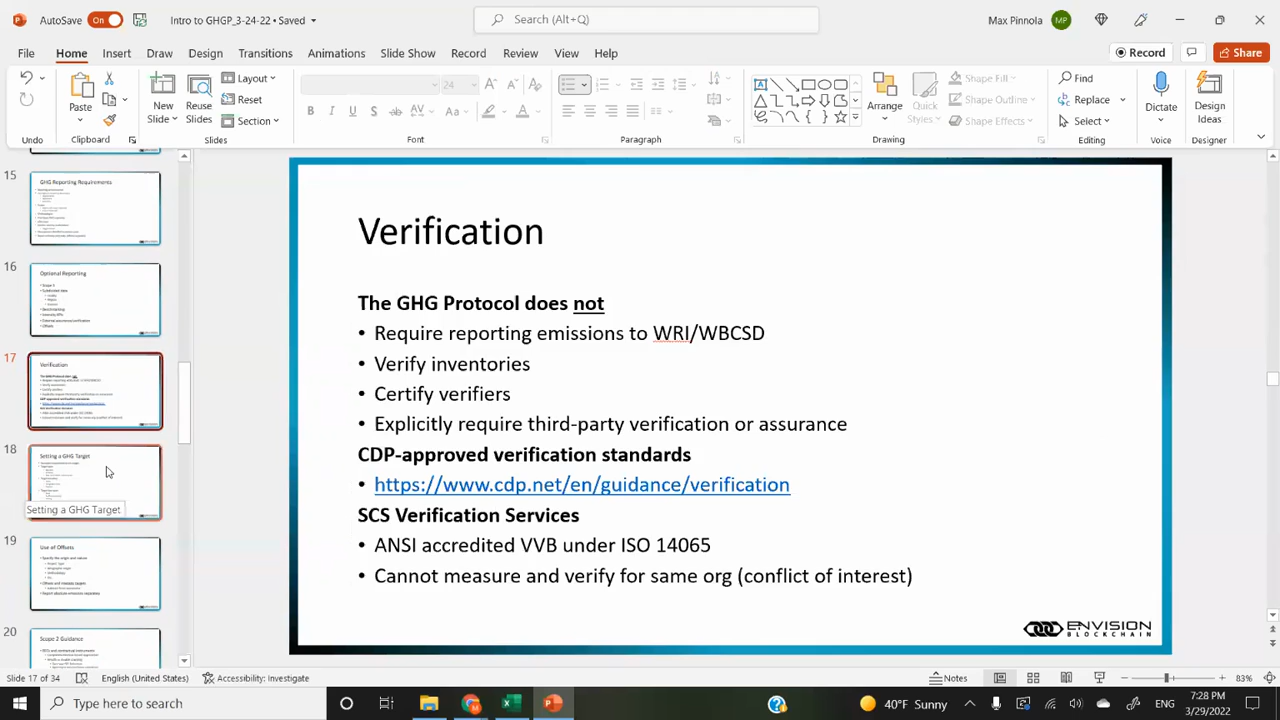 AutoSave On Intro to GHGP_3-24-22 • Saved Search (Alt+Q) Max Pinnola MP
File Home Insert Draw Design Transitions Animations Slide Show Record Review View Help Record Share
Paste New Slide Reuse Slides Layout Reset Section
24
Arrange Quick Styles Shape Fill Shape Outline Shape Effects
Find Replace Select Dictate Design Ideas
Undo Clipboard Slides Font Paragraph Drawing Editing Voice Designer
15
GHG Reporting Requirements
16
Optional Reporting
17
Verification
18
Setting a GHG Target
Setting a GHG Target
19
Use of Offsets
20
Scope 2 Guidance
Verification
The GHG Protocol does not
• Require reporting emissions to WRI/WBCSD
• Verify inventories
• Certify verifi
• Explicitly require third-party verification or assurance
CDP-approved verification standards
• https://www.cdp.net/en/guidance/verification
SCS Verification Services
• ANSI accredited VVB under ISO 14065
• Cannot measure and verify for same org (conflict of interest)
ENVISION
BLOCKCHAIN
Slide 17 of 34 English (United States) Accessibility: Investigate Notes 83%
Type here to search 40°F Sunny 7:28 PM
3/29/2022